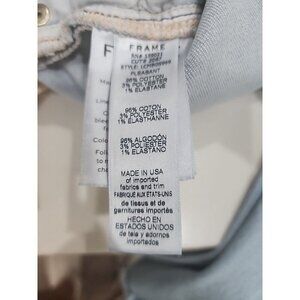 FRAME
PLEASANT
96% COTTON
3% POLYESTER
1% ELASTANE
96% COTON
3% POLYESTER
1% ELASTHANNE
96% ALGODÓN
3% POLIÉSTER
1% ELASTANO
MADE IN USA
of imported
fabrics and trim
FABRIQUÉ AUX ÉTATS-UNIS
de tissus et de
garnitures importés
HECHO EN
ESTADOS UNIDOS
de tela y adornos
importados